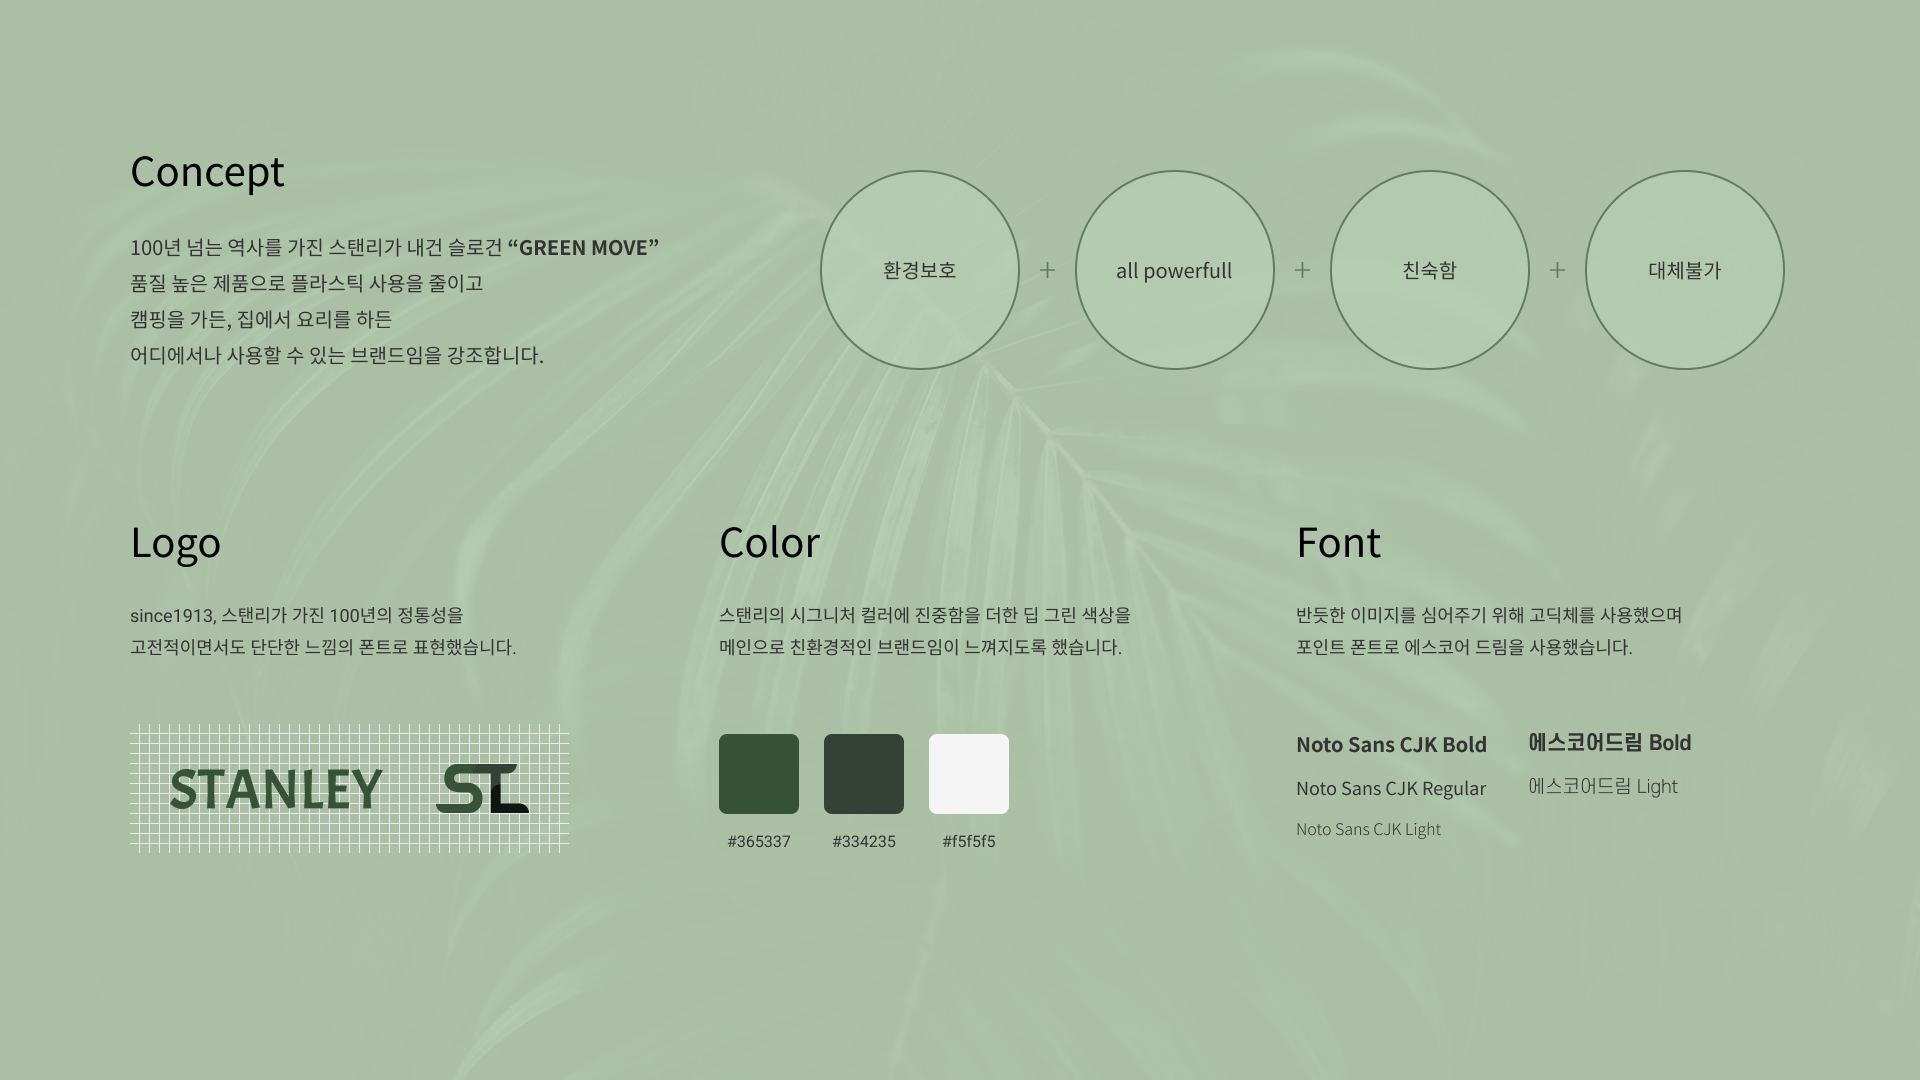 Concept
100년 넘는 역사를 가진 스탠리가 내건 슬로건 “GREEN MOVE”
품질 높은 제품으로 플라스틱 사용을 줄이고
캠핑을 가든, 집에서 요리를 하든
어디에서나 사용할 수 있는 브랜드임을 강조합니다.
환경보호 + all powerfull + 친숙함 + 대체불가
Logo
since1913, 스탠리가 가진 100년의 정통성을
고전적이면서도 단단한 느낌의 폰트로 표현했습니다.
STANLEY SL
Color
스탠리의 시그니처 컬러에 진중함을 더한 딥 그린 색상을
메인으로 친환경적인 브랜드임이 느껴지도록 했습니다.
#365337 #334235 #f5f5f5
Font
반듯한 이미지를 심어주기 위해 고딕체를 사용했으며
포인트 폰트로 에스코어 드림을 사용했습니다.
Noto Sans CJK Bold
Noto Sans CJK Regular
Noto Sans CJK Light
에스코어드림 Bold
에스코어드림 Light